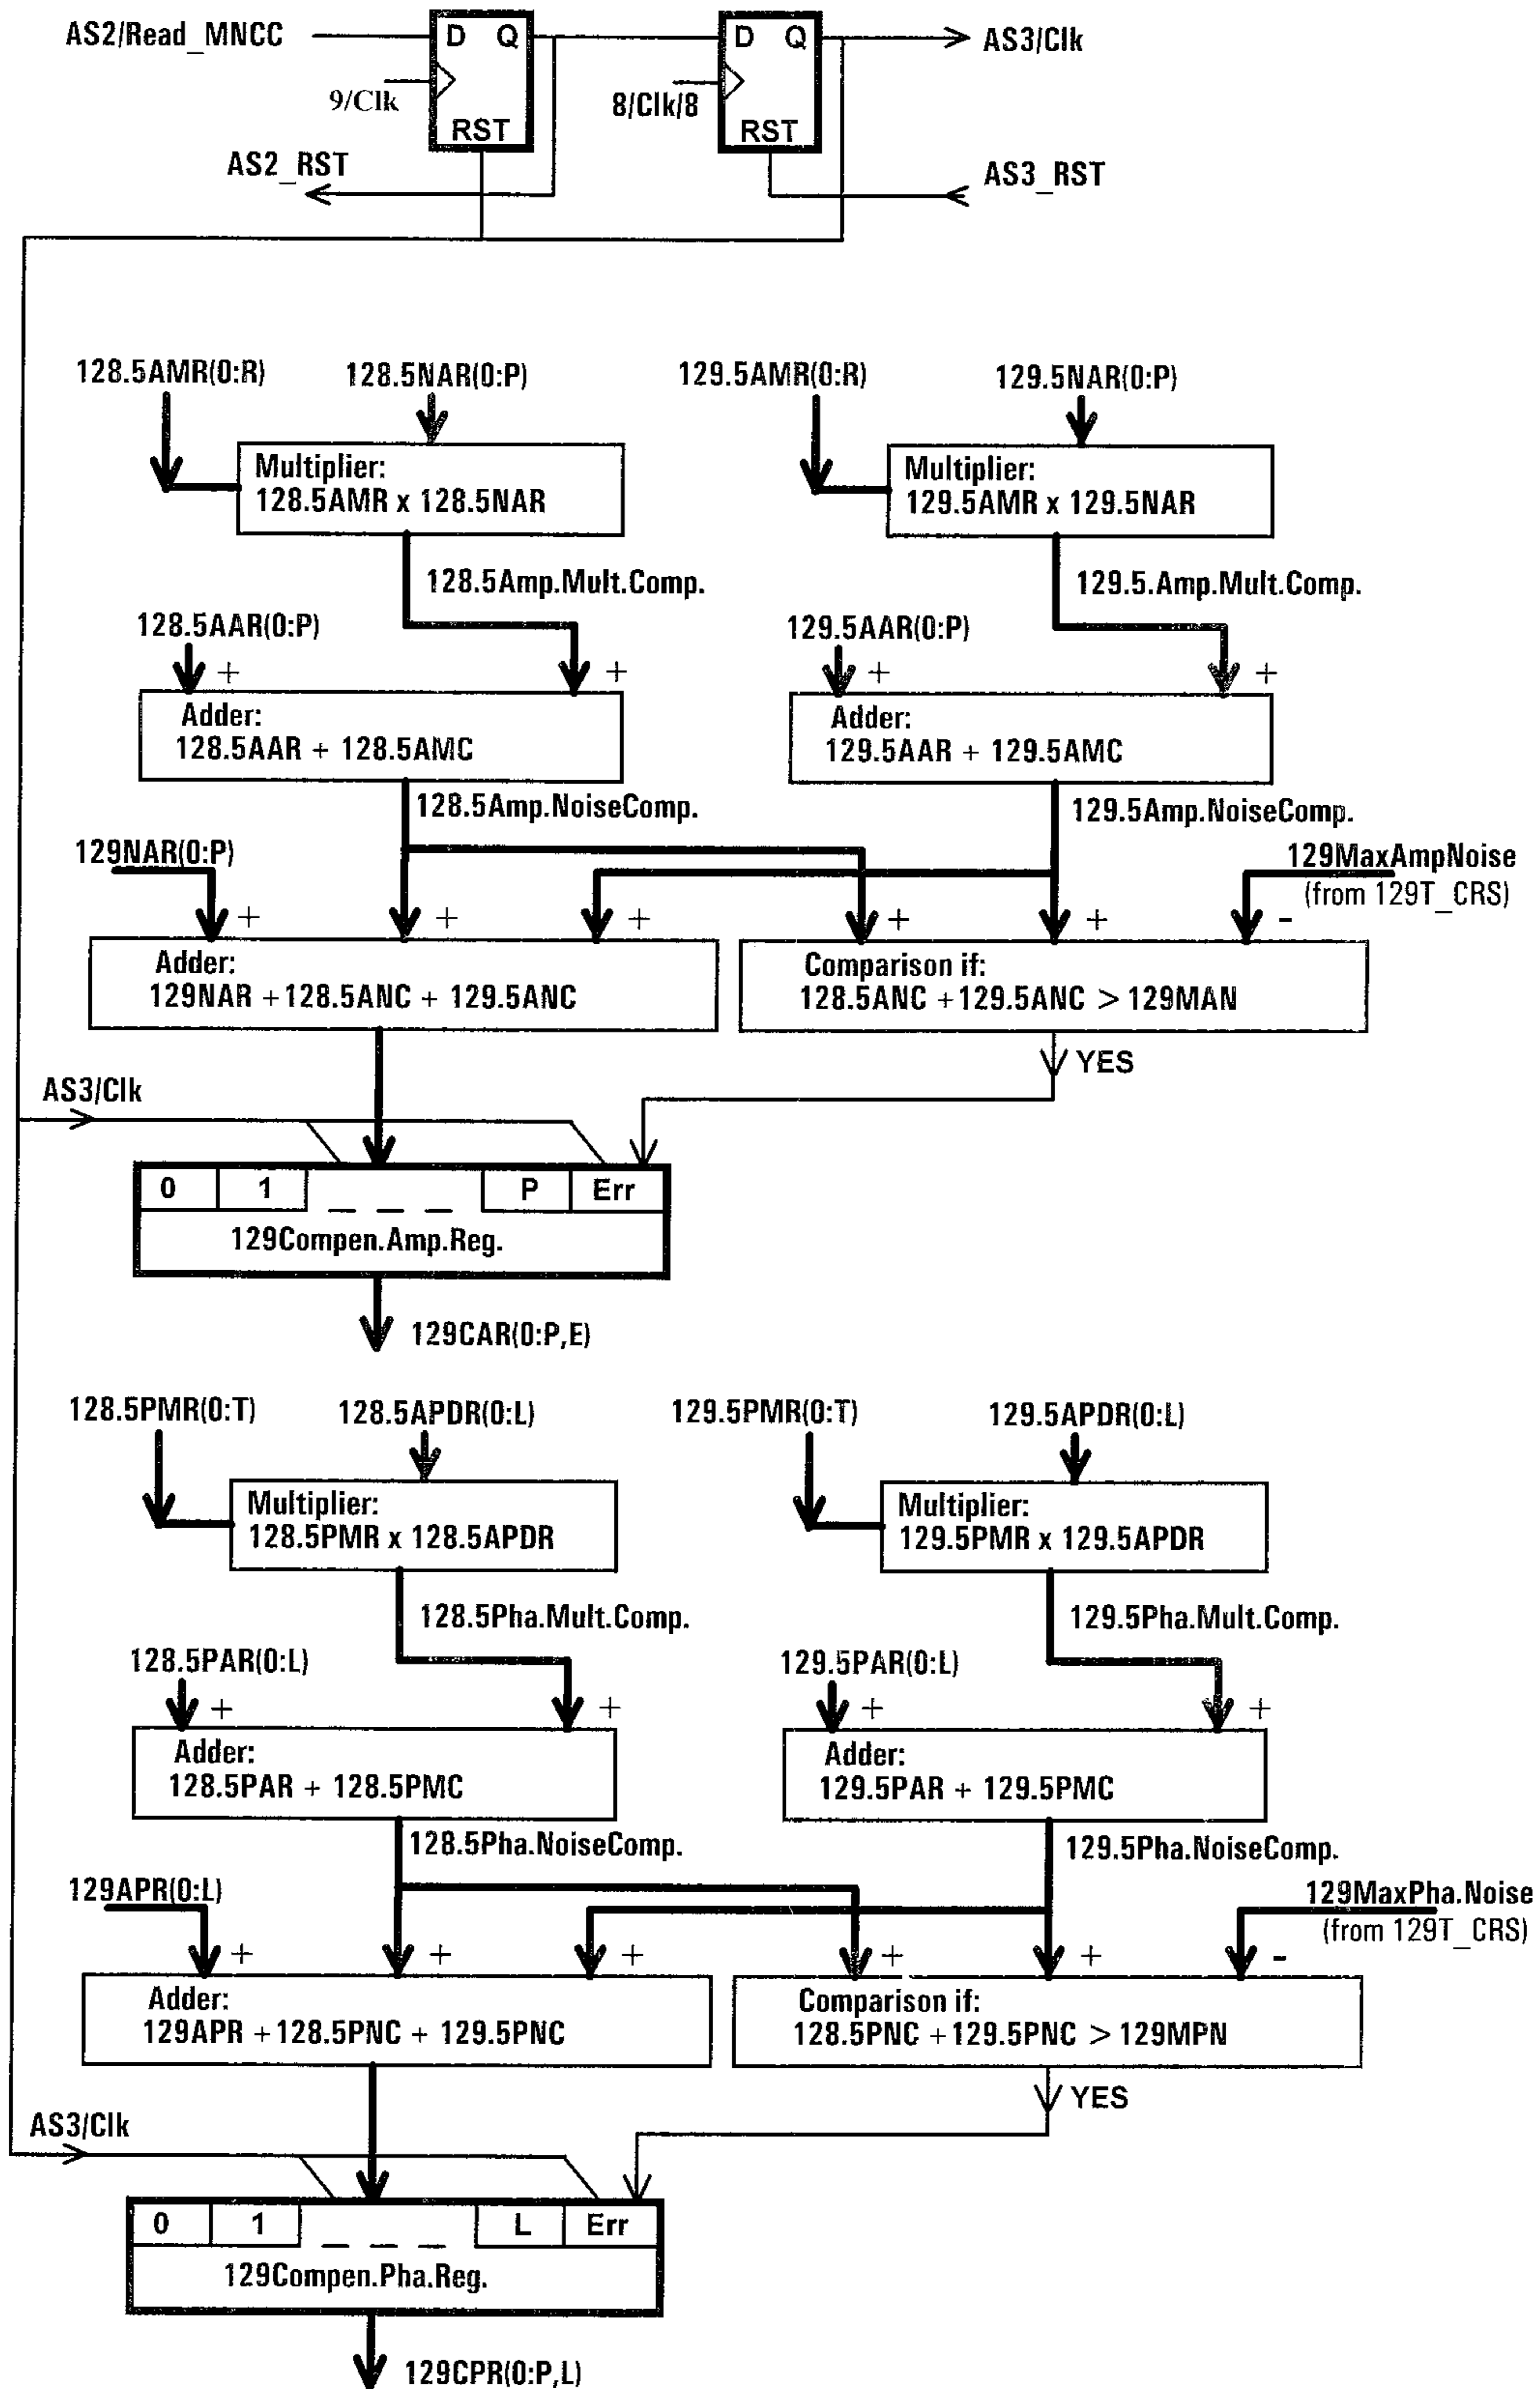 AS2/Read_MNCC
D Q
D Q
AS3/Clk
9/Clk
8/Clk/8
RST
RST
AS2_RST
AS3_RST
128.5AMR(0:R)
128.5NAR(0:P)
129.5AMR(0:R)
129.5NAR(0:P)
Multiplier:
128.5AMR x 128.5NAR
Multiplier:
129.5AMR x 129.5NAR
128.5Amp.Mult.Comp.
129.5.Amp.Mult.Comp.
128.5AAR(0:P)
129.5AAR(0:P)
+
+
+
+
Adder:
128.5AAR + 128.5AMC
Adder:
129.5AAR + 129.5AMC
128.5Amp.NoiseComp.
129.5Amp.NoiseComp.
129NAR(0:P)
129MaxAmpNoise
(from 129T_CRS)
+
+
+
+
+
-
Adder:
129NAR +128.5ANC + 129.5ANC
Comparison if:
128.5ANC +129.5ANC > 129MAN
YES
AS3/Clk
0 1 P Err
129Compen.Amp.Reg.
129CAR(0:P,E)
128.5PMR(0:T)
128.5APDR(0:L)
129.5PMR(0:T)
129.5APDR(0:L)
Multiplier:
128.5PMR x 128.5APDR
Multiplier:
129.5PMR x 129.5APDR
128.5Pha.Mult.Comp.
129.5Pha.Mult.Comp.
128.5PAR(0:L)
129.5PAR(0:L)
+
+
+
+
Adder:
128.5PAR + 128.5PMC
Adder:
129.5PAR + 129.5PMC
128.5Pha.NoiseComp.
129.5Pha.NoiseComp.
129APR(0:L)
129MaxPha.Noise
(from 129T_CRS)
+
+
+
+
+
-
Adder:
129APR +128.5PNC + 129.5PNC
Comparison if:
128.5PNC +129.5PNC > 129MPN
YES
AS3/Clk
0 1 L Err
129Compen.Pha.Reg.
129CPR(0:P,L)